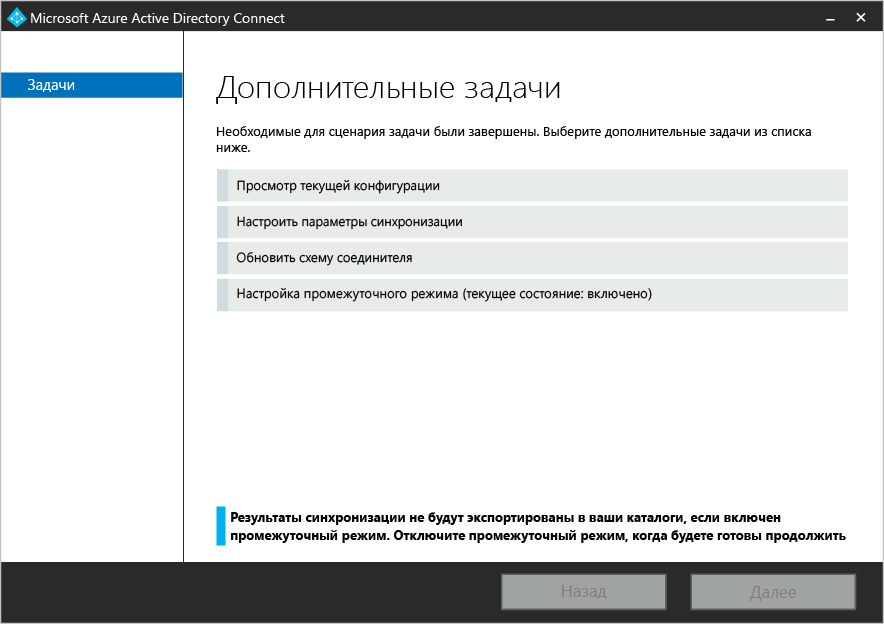 Microsoft Azure Active Directory Connect
Задачи
Дополнительные задачи
Необходимые для сценария задачи были завершены. Выберите дополнительные задачи из списка
ниже.
Просмотр текущей конфигурации
Настроить параметры синхронизации
Обновить схему соединителя
Настройка промежуточного режима (текущее состояние: включено)
Результаты синхронизации не будут экспортированы в ваши каталоги, если включен
промежуточный режим. Отключите промежуточный режим, когда будете готовы продолжить
Назад
Далее